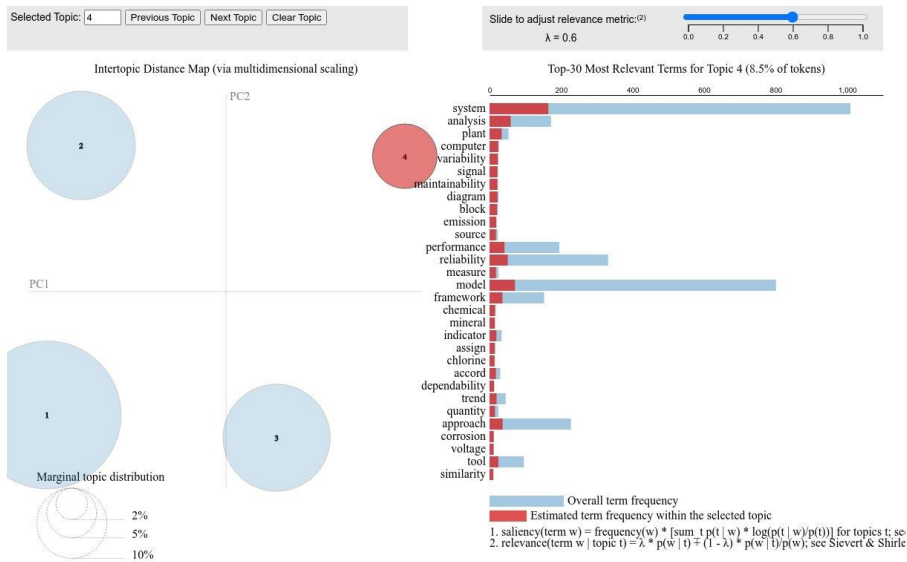 Selected Topic: 4 Previous Topic Next Topic Clear Topic
Slide to adjust relevance metric:(2)
λ = 0.6
0.0 0.2 0.4 0.6 0.8 1.0
Intertopic Distance Map (via multidimensional scaling)
PC2
PC1
2
4
1
3
Marginal topic distribution
2%
5%
10%
Top-30 Most Relevant Terms for Topic 4 (8.5% of tokens)
0 200 400 600 800 1,000
system
analysis
plant
computer
variability
signal
maintainability
diagram
block
emission
source
performance
reliability
measure
model
framework
chemical
mineral
indicator
assign
chlorine
accord
dependability
trend
quantity
approach
corrosion
voltage
tool
similarity
Overall term frequency
Estimated term frequency within the selected topic
1. saliency(term w) = frequency(w) * [sum_t p(t | w) * log(p(t | w)/p(t))] for topics t; se
2. relevance(term w | topic t) = λ * p(w | t) + (1 - λ) * p(w | t)/p(w); see Sievert & Shirle